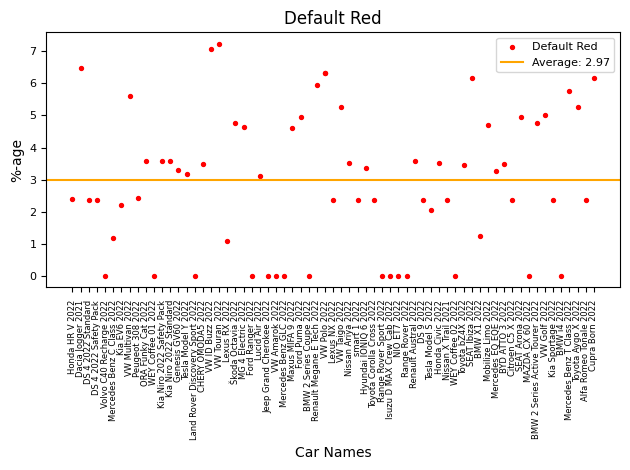 Default Red
%-age
7
6
5
4
3
2
1
0
Default Red
Average: 2.97
Honda HR V 2022
Dacia Jogger 2021
DS 4 2022 Standard
DS 4 2022 Safety Pack
Volvo C40 Recharge 2022
Mercedes Benz C Class 2022
Kia EV6 2022
VW Multivan 2022
Peugeot 308 2022
ORA Funky Cat 2022
WEY Coffee 01 2022
Kia Niro 2022 Safety Pack
Kia Niro 2022 Standard
Genesis GV60 2022
Tesla Model Y 2022
Land Rover Discovery Sport 2022
CHERY OMODA5 2022
VW ID Buzz 2022
VW Touran 2022
Lexus RX 2022
Škoda Octavia 2022
MG 4 Electric 2022
Ford Ranger 2022
Lucid Air 2022
Jeep Grand Cherokee 2022
VW Amarok 2022
Mercedes Benz GLC 2022
Maxus MIFA 9 2022
Ford Puma 2022
BMW 2 Series Coupe 2022
Renault Megane E Tech 2022
VW Polo 2022
Lexus NX 2022
VW Taigo 2022
Nissan Ariya 2022
smart #1 2022
Hyundai IONIQ 6 2022
Toyota Corolla Cross 2022
Range Rover Sport 2022
Isuzu D MAX Crew Cab 2022
NIO ET7 2022
Range Rover 2022
Renault Austral 2022
DS 9 2022
Tesla Model S 2022
Honda Civic 2022
Nissan X Trail 2021
WEY Coffee 02 2022
Toyota bZ4X 2022
SEAT Ibiza 2022
BMW X1 2022
Mobilize Limo 2022
Mercedes EQ EQE 2022
BYD ATTO 3 2022
Citroen C5 X 2022
SEAT Arona 2022
MAZDA CX 60 2022
BMW 2 Series Active Tourer 2022
VW Golf 2022
Kia Sportage 2022
BMW i4 2022
Mercedes Benz T Class 2022
Toyota Aygo X 2022
Alfa Romeo Tonale 2022
Cupra Born 2022
Car Names